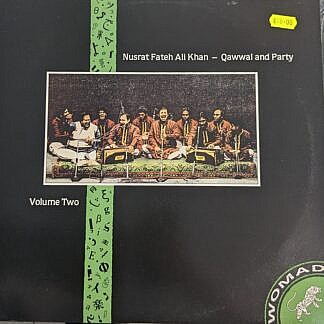 Nusrat Fateh Ali Khan – Qawwal and Party
Volume Two
WOMAD